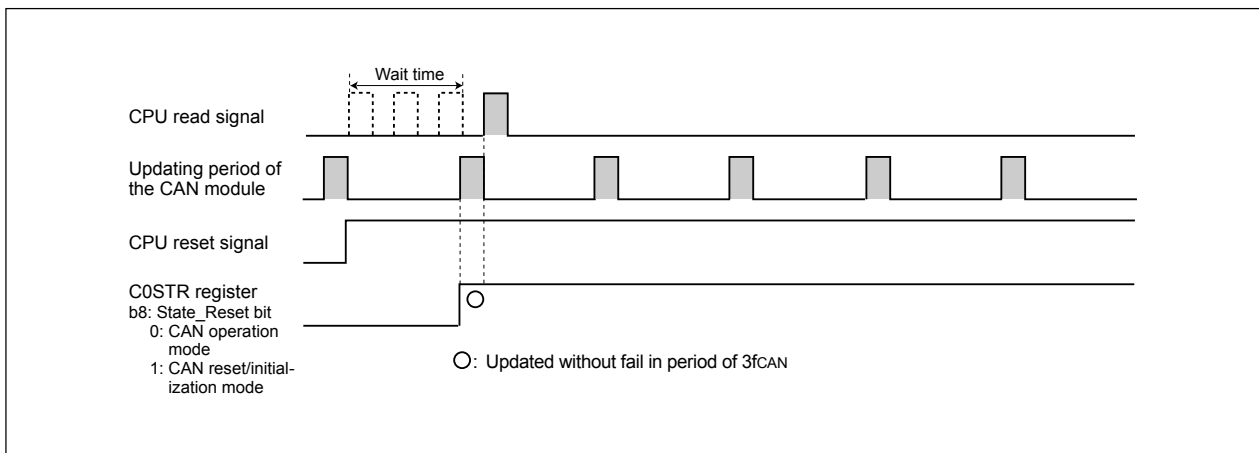 Wait time
CPU read signal
Updating period of
the CAN module
CPU reset signal
C0STR register
b8: State_Reset bit
0: CAN operation
mode
1: CAN reset/initial-
ization mode
: Updated without fail in period of 3fCAN